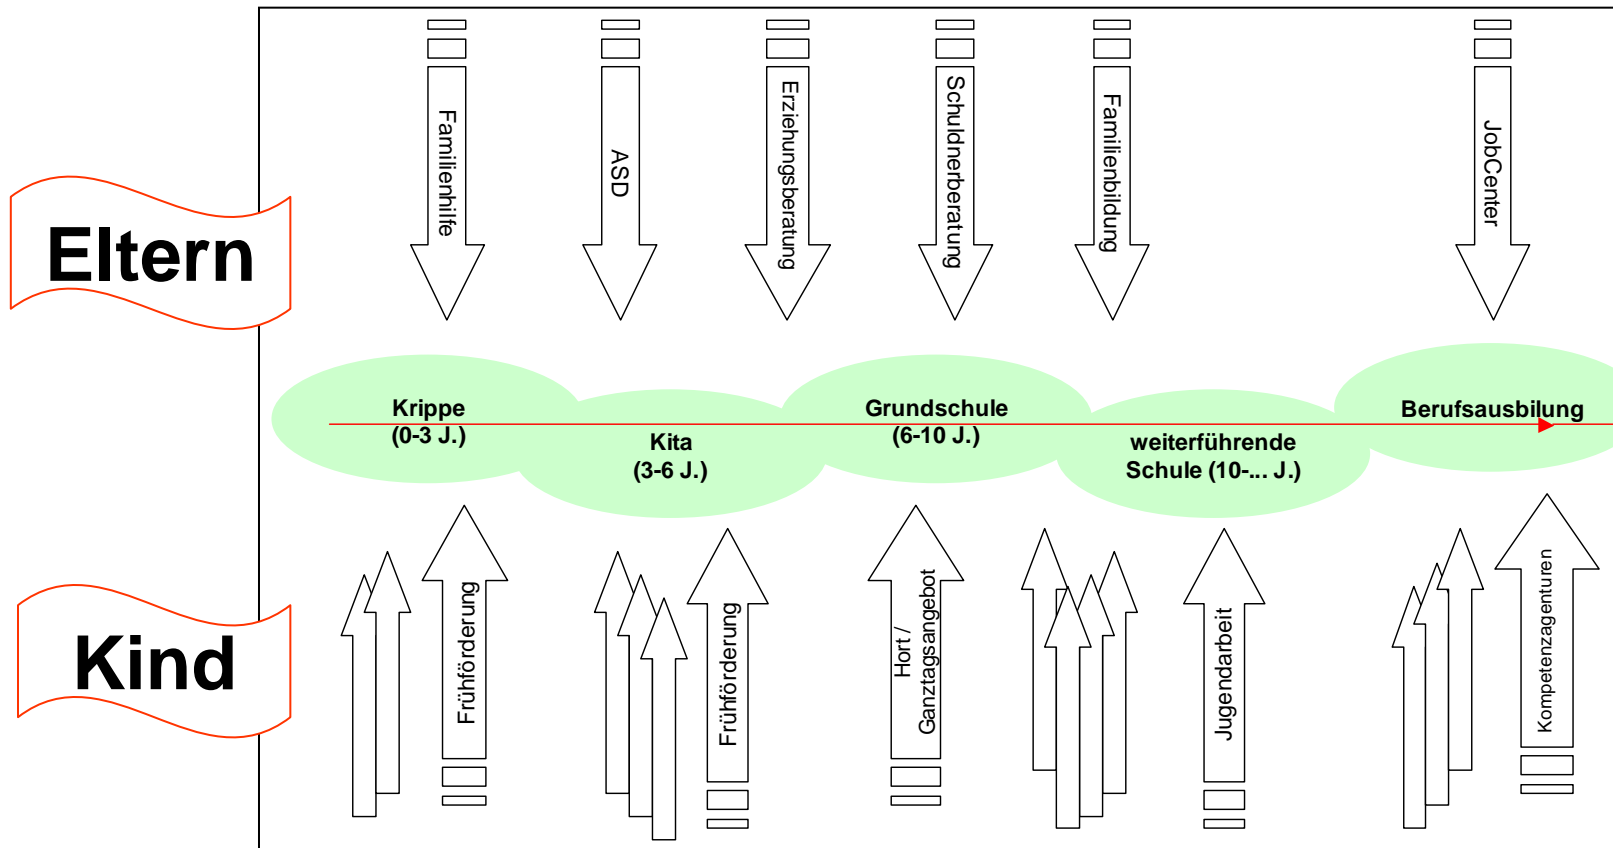 Familienhilfe
ASD
Erziehungsberatung
Schuldnerberatung
Familienbildung
JobCenter
Eltern
Krippe
(0-3 J.)
Kita
(3-6 J.)
Grundschule
(6-10 J.)
weiterführende
Schule (10-... J.)
Berufsausbilung
Kind
Frühförderung
Frühförderung
Hort /
Ganztagsangebot
Jugendarbeit
Kompetenzagenturen